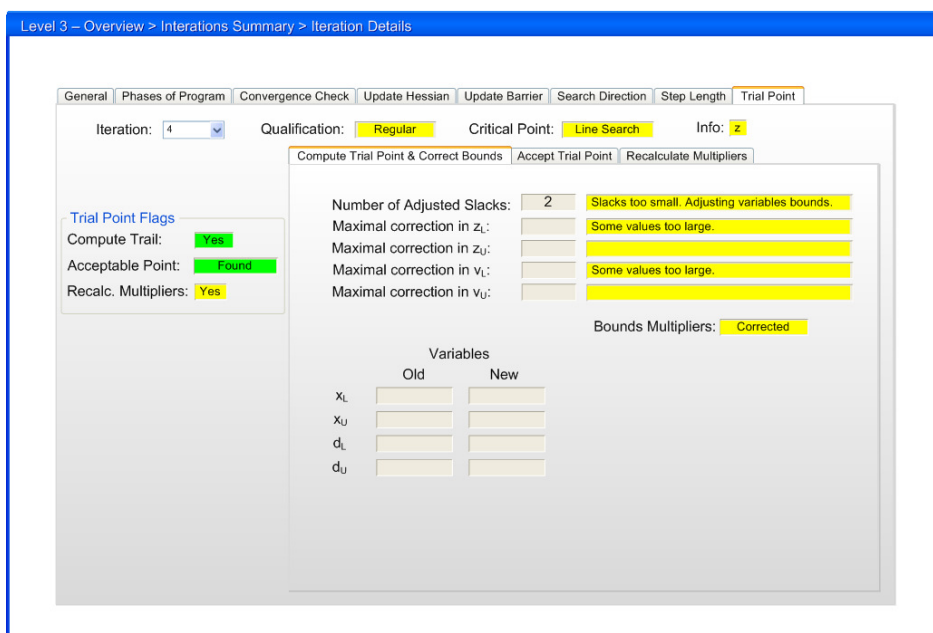 Level 3 – Overview > Interations Summary > Iteration Details
General Phases of Program Convergence Check Update Hessian Update Barrier Search Direction Step Length Trial Point
Iteration: 4 Qualification: Regular Critical Point: Line Search Info: z
Compute Trial Point & Correct Bounds Accept Trial Point Recalculate Multipliers
Number of Adjusted Slacks: 2 Slacks too small. Adjusting variables bounds.
Trial Point Flags
Maximal correction in zL: Some values too large.
Compute Trail: Yes
Maximal correction in zU:
Acceptable Point: Found
Maximal correction in vL: Some values too large.
Recalc. Multipliers: Yes
Maximal correction in vU:
Bounds Multipliers: Corrected
Variables
Old New
xL
xU
dL
dU